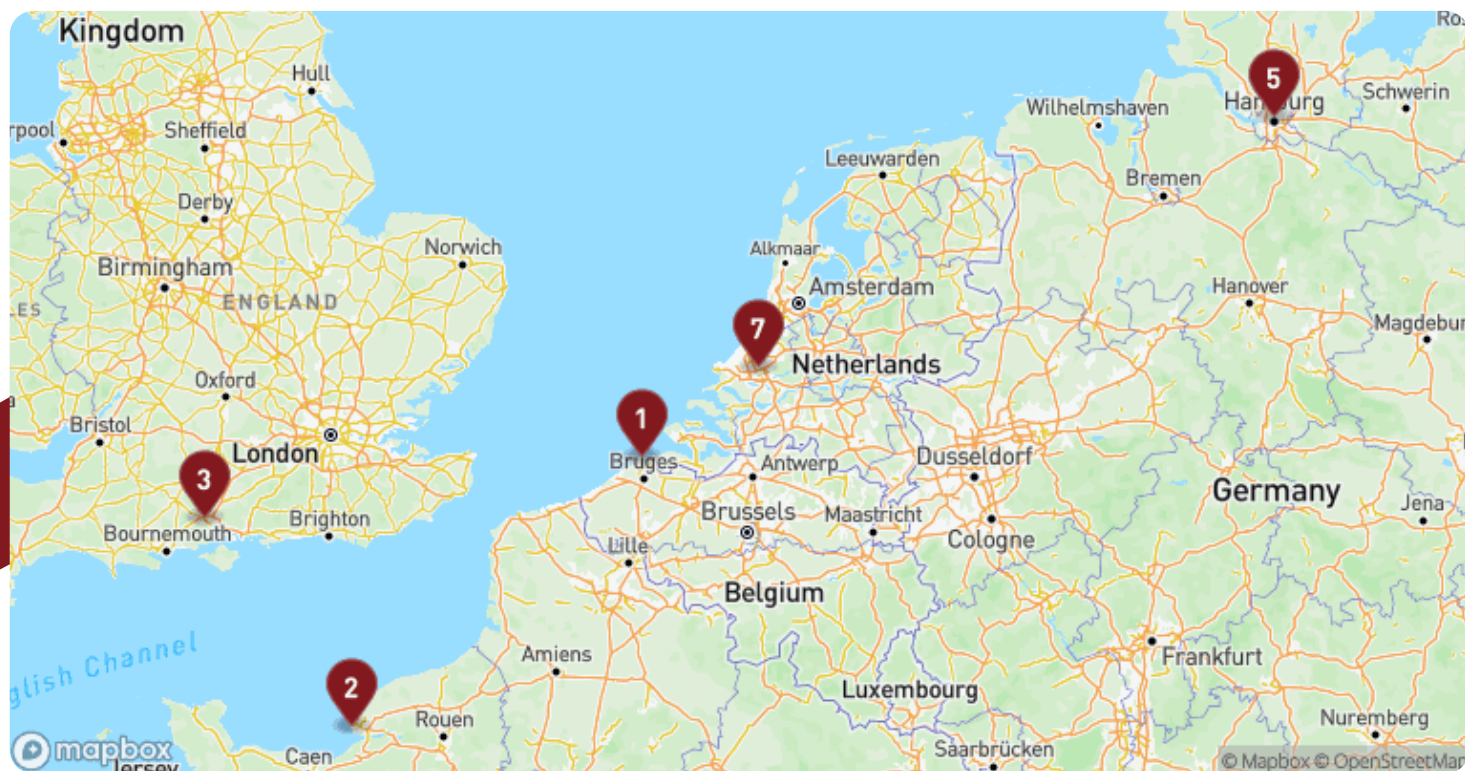 Kingdom
Hull
rpool
Sheffield
Derby
Norwich
Birmingham
ENGLAND
LES
Oxford
Bristol
London
3
Bournemouth
Brighton
English Channel
2
Rouen
Caen
Jersey
Amiens
Lille
1
Bruges
Antwerp
Brussels
Maastricht
Belgium
Luxembourg
Saarbrücken
7
Netherlands
Amsterdam
Alkmaar
Leeuwarden
Wilhelmshaven
Bremen
5
Hamburg
Schwerin
Ros
Hanover
Magdebur
Dusseldorf
Cologne
Germany
Jena
Frankfurt
Nuremberg
mapbox
© Mapbox © OpenStreetMap